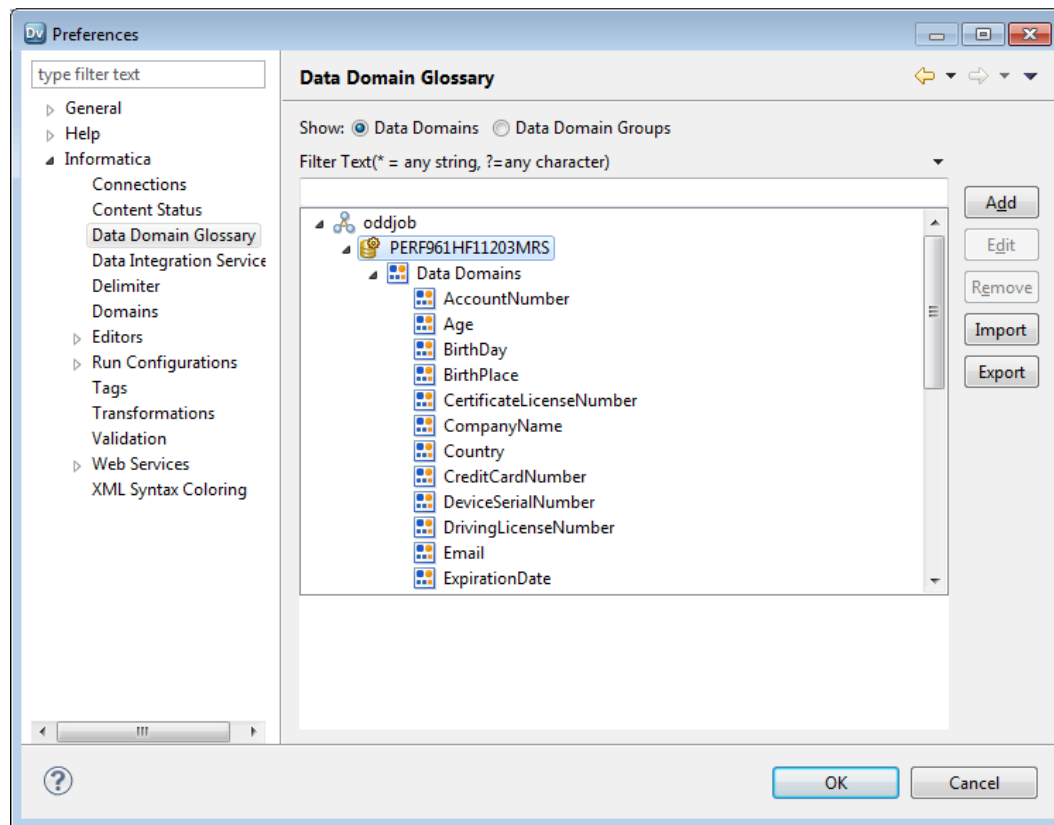 Dv Preferences
type filter text
General
Help
Informatica
Connections
Content Status
Data Domain Glossary
Data Integration Service
Delimiter
Domains
Editors
Run Configurations
Tags
Transformations
Validation
Web Services
XML Syntax Coloring
Data Domain Glossary
Show: Data Domains Data Domain Groups
Filter Text(* = any string, ?=any character)
oddjob
PERF961HF11203MRS
Data Domains
AccountNumber
Age
BirthDay
BirthPlace
CertificateLicenseNumber
CompanyName
Country
CreditCardNumber
DeviceSerialNumber
DrivingLicenseNumber
Email
ExpirationDate
Add
Edit
Remove
Import
Export
?
OK Cancel